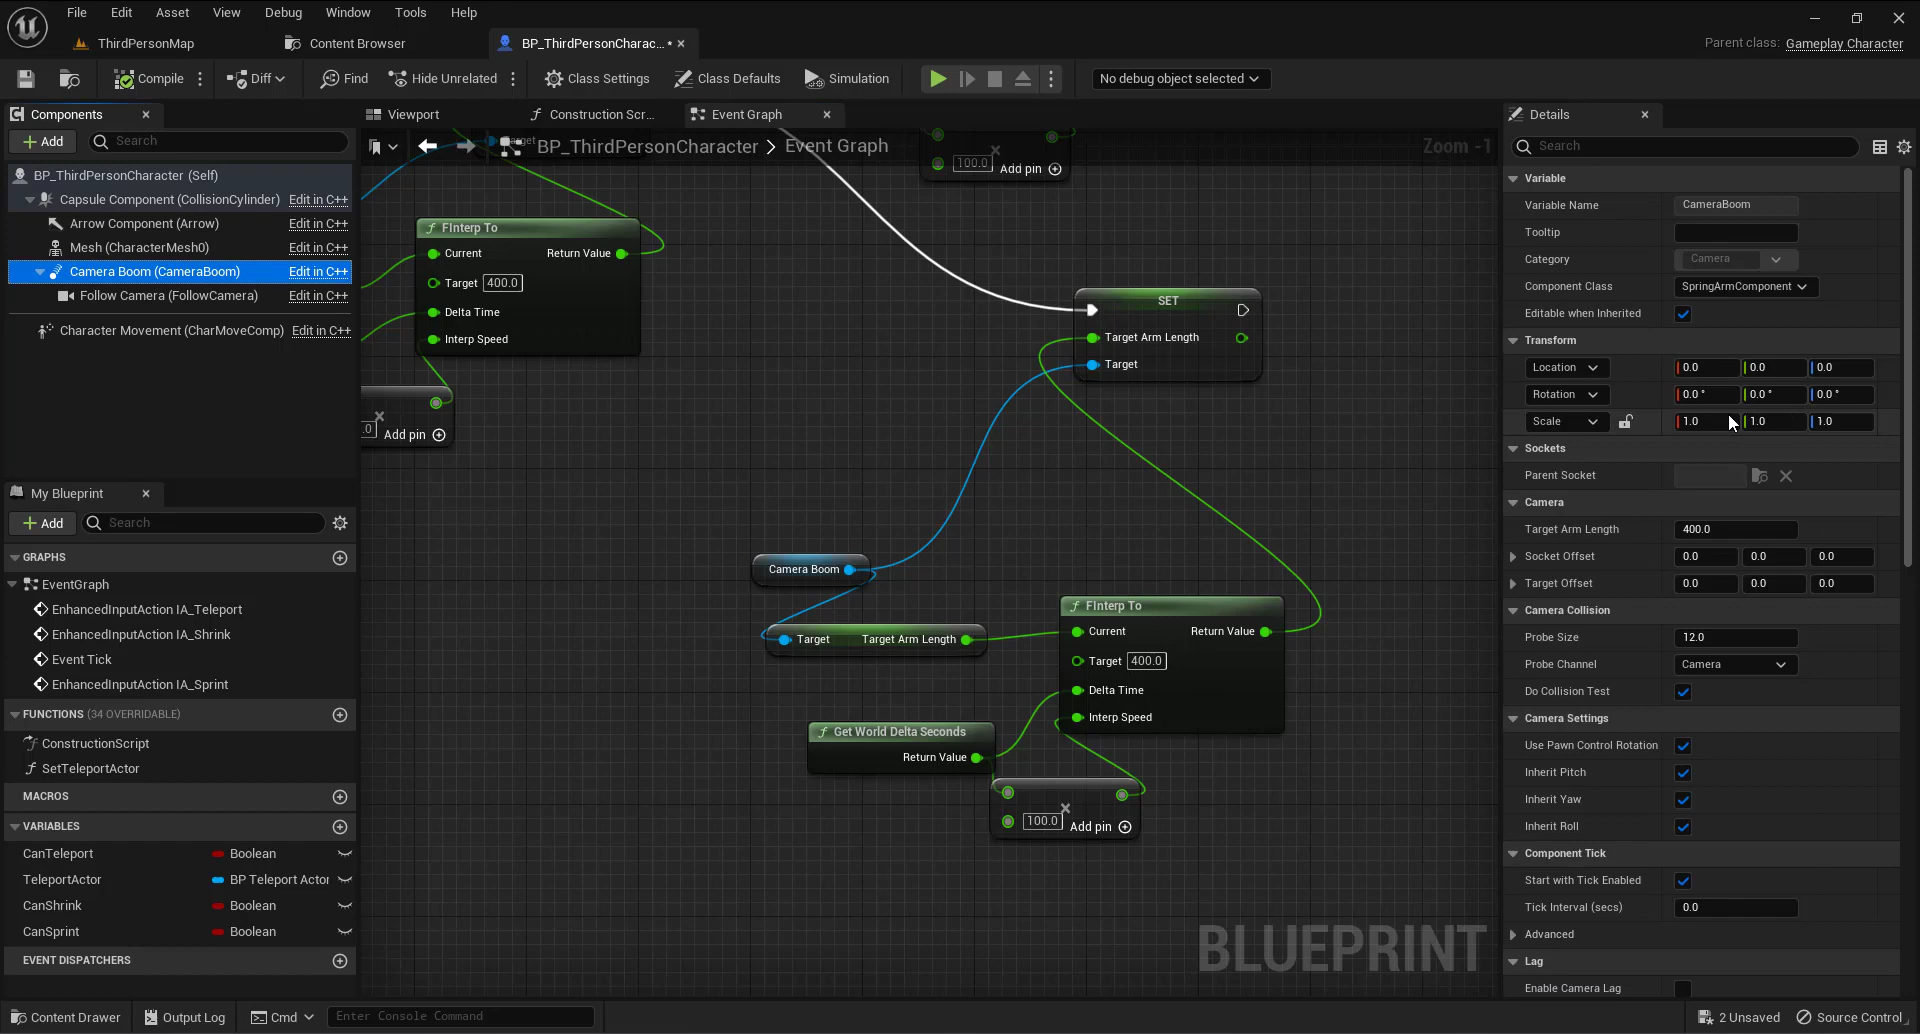 File Edit Asset View Debug Window Tools Help
ThirdPersonMap Content Browser BP_ThirdPersonCharac... •
Parent class: Gameplay Character
Compile Diff Find Hide Unrelated Class Settings Class Defaults Simulation No debug object selected
Components
Add Search
BP_ThirdPersonCharacter (Self)
Capsule Component (CollisionCylinder) Edit in C++
Arrow Component (Arrow) Edit in C++
Mesh (CharacterMesh0) Edit in C++
Camera Boom (CameraBoom) Edit in C++
Follow Camera (FollowCamera) Edit in C++
Character Movement (CharMoveComp) Edit in C++
My Blueprint
Add Search
GRAPHS
EventGraph
EnhancedInputAction IA_Teleport
EnhancedInputAction IA_Shrink
Event Tick
EnhancedInputAction IA_Sprint
FUNCTIONS (34 OVERRIDABLE)
ConstructionScript
SetTeleportActor
MACROS
VARIABLES
CanTeleport Boolean
TeleportActor BP Teleport Actor
CanShrink Boolean
CanSprint Boolean
EVENT DISPATCHERS
Viewport Construction Scr... Event Graph
BP_ThirdPersonCharacter > Event Graph
Zoom -1
Target
100.0 Add pin
FInterp To
Current Return Value
Target 400.0
Delta Time
Interp Speed
.0 Add pin
SET
Target Arm Length
Target
Camera Boom
Target Target Arm Length
FInterp To
Current Return Value
Target 400.0
Delta Time
Interp Speed
Get World Delta Seconds
Return Value
100.0 Add pin
BLUEPRINT
Details
Search
Variable
Variable Name CameraBoom
Tooltip
Category Camera
Component Class SpringArmComponent
Editable when Inherited
Transform
Location 0.0 0.0 0.0
Rotation 0.0 ° 0.0 ° 0.0 °
Scale 1.0 1.0 1.0
Sockets
Parent Socket
Camera
Target Arm Length 400.0
Socket Offset 0.0 0.0 0.0
Target Offset 0.0 0.0 0.0
Camera Collision
Probe Size 12.0
Probe Channel Camera
Do Collision Test
Camera Settings
Use Pawn Control Rotation
Inherit Pitch
Inherit Yaw
Inherit Roll
Component Tick
Start with Tick Enabled
Tick Interval (secs) 0.0
Advanced
Lag
Enable Camera Lag
Content Drawer Output Log Cmd Enter Console Command 2 Unsaved Source Control